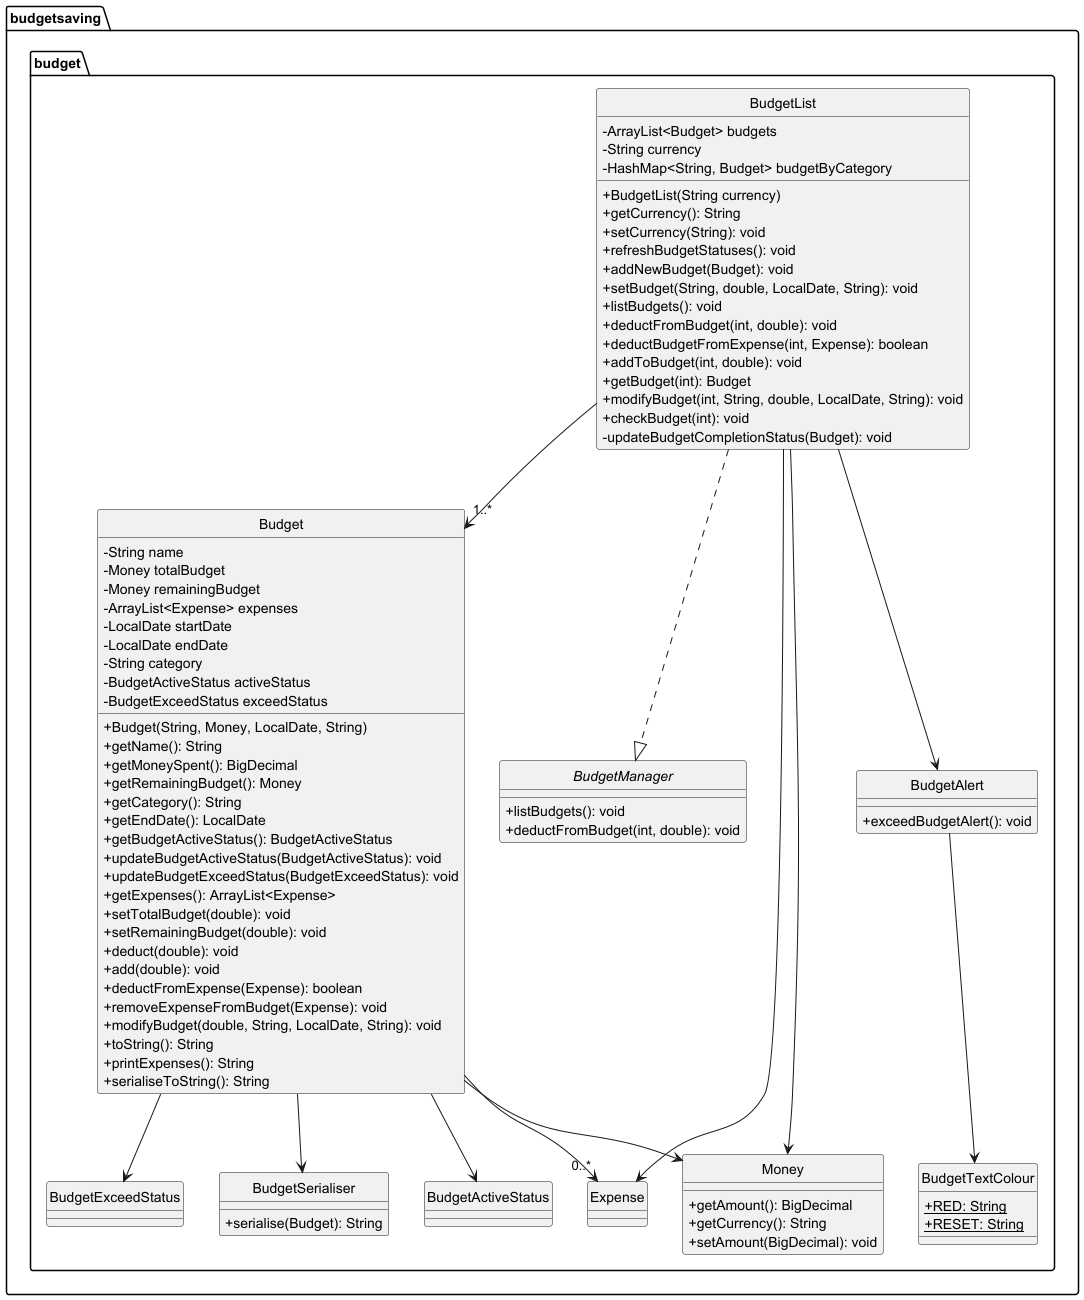 budgetsaving
budget
BudgetList
-ArrayList<Budget> budgets
-String currency
-HashMap<String, Budget> budgetByCategory
+BudgetList(String currency)
+getCurrency(): String
+setCurrency(String): void
+refreshBudgetStatuses(): void
+addNewBudget(Budget): void
+setBudget(String, double, LocalDate, String): void
+listBudgets(): void
+deductFromBudget(int, double): void
+deductBudgetFromExpense(int, Expense): boolean
+addToBudget(int, double): void
+getBudget(int): Budget
+modifyBudget(int, String, double, LocalDate, String): void
+checkBudget(int): void
-updateBudgetCompletionStatus(Budget): void
1..*
Budget
-String name
-Money totalBudget
-Money remainingBudget
-ArrayList<Expense> expenses
-LocalDate startDate
-LocalDate endDate
-String category
-BudgetActiveStatus activeStatus
-BudgetExceedStatus exceedStatus
+Budget(String, Money, LocalDate, String)
+getName(): String
+getMoneySpent(): BigDecimal
+getRemainingBudget(): Money
+getCategory(): String
+getEndDate(): LocalDate
+getBudgetActiveStatus(): BudgetActiveStatus
+updateBudgetActiveStatus(BudgetActiveStatus): void
+updateBudgetExceedStatus(BudgetExceedStatus): void
+getExpenses(): ArrayList<Expense>
+setTotalBudget(double): void
+setRemainingBudget(double): void
+deduct(double): void
+add(double): void
+deductFromExpense(Expense): boolean
+removeExpenseFromBudget(Expense): void
+modifyBudget(double, String, LocalDate, String): void
+toString(): String
+printExpenses(): String
+serialiseToString(): String
BudgetManager
+listBudgets(): void
+deductFromBudget(int, double): void
BudgetAlert
+exceedBudgetAlert(): void
0..*
BudgetExceedStatus
BudgetSerialiser
+serialise(Budget): String
BudgetActiveStatus
Expense
Money
+getAmount(): BigDecimal
+getCurrency(): String
+setAmount(BigDecimal): void
BudgetTextColour
+RED: String
+RESET: String